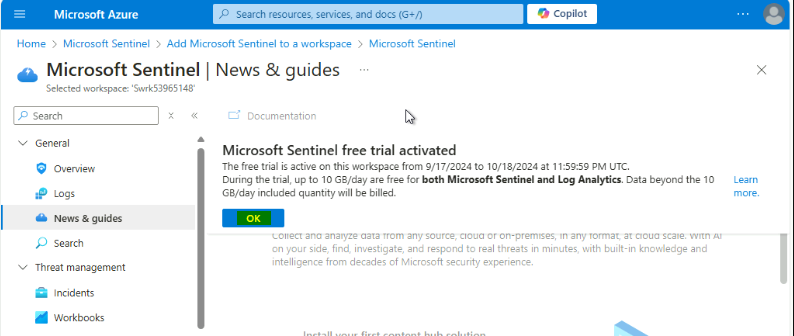 Microsoft Azure
Search resources, services, and docs (G+/)
Copilot
...
Home > Microsoft Sentinel > Add Microsoft Sentinel to a workspace > Microsoft Sentinel
Microsoft Sentinel | News & guides ...
Selected workspace: 'Swrk53965148'
Search
Documentation
General
Overview
Logs
News & guides
Search
Threat management
Incidents
Workbooks
Microsoft Sentinel free trial activated
The free trial is active on this workspace from 9/17/2024 to 10/18/2024 at 11:59:59 PM UTC.
During the trial, up to 10 GB/day are free for both Microsoft Sentinel and Log Analytics. Data beyond the 10
GB/day included quantity will be billed.
Learn
more.
OK
Collect and analyze data from any source, cloud or on-premises, in any format, at cloud scale. With AI
on your side, find, investigate, and respond to real threats in minutes, with built-in knowledge and
intelligence from decades of Microsoft security experience.
Install your first content hub solution